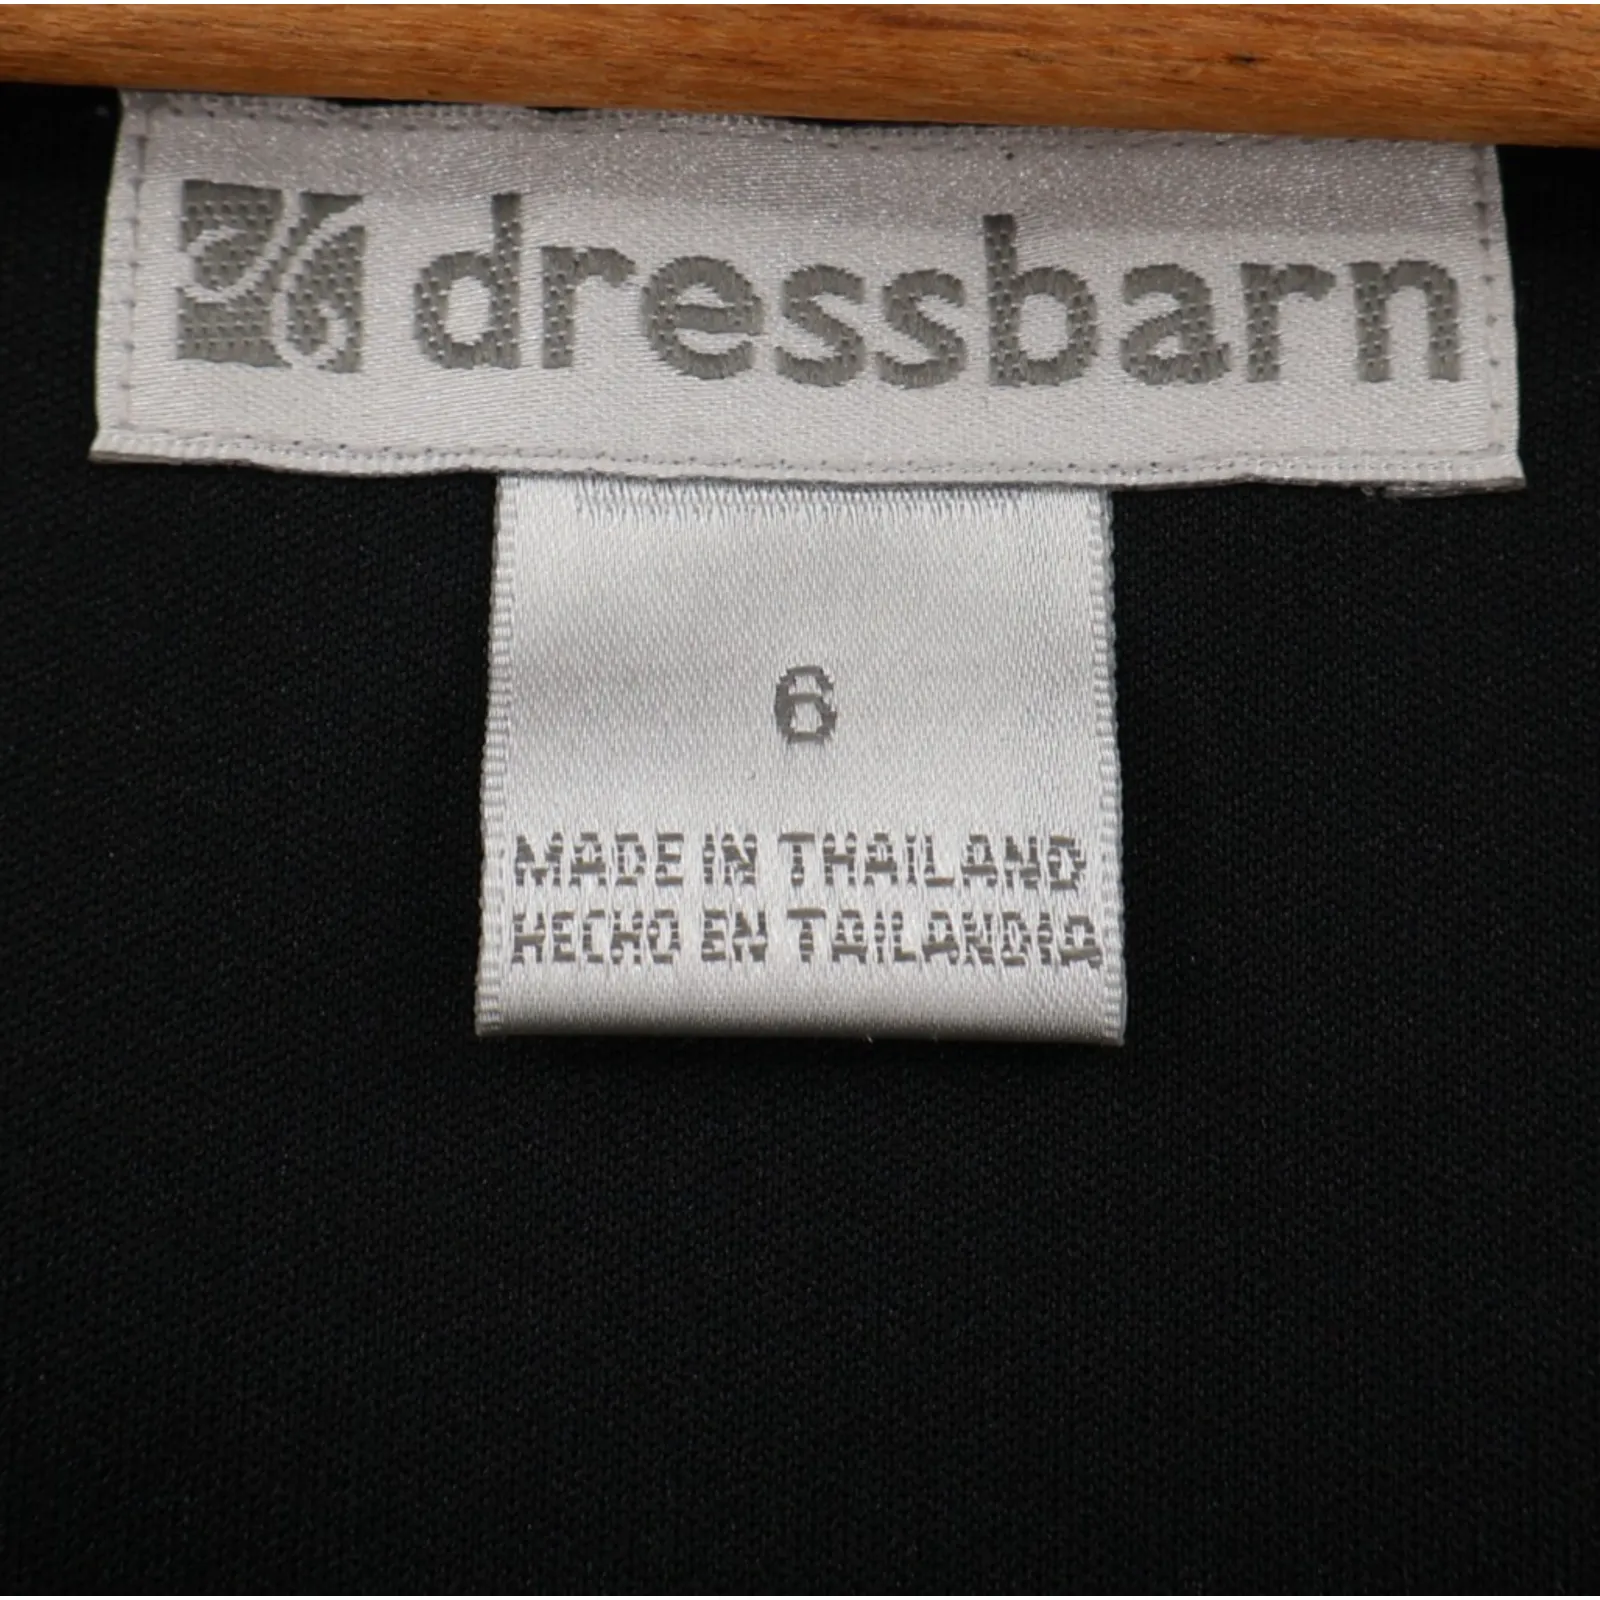 dressbarn
6
MADE IN THAILAND
HECHO EN TAILANDIA